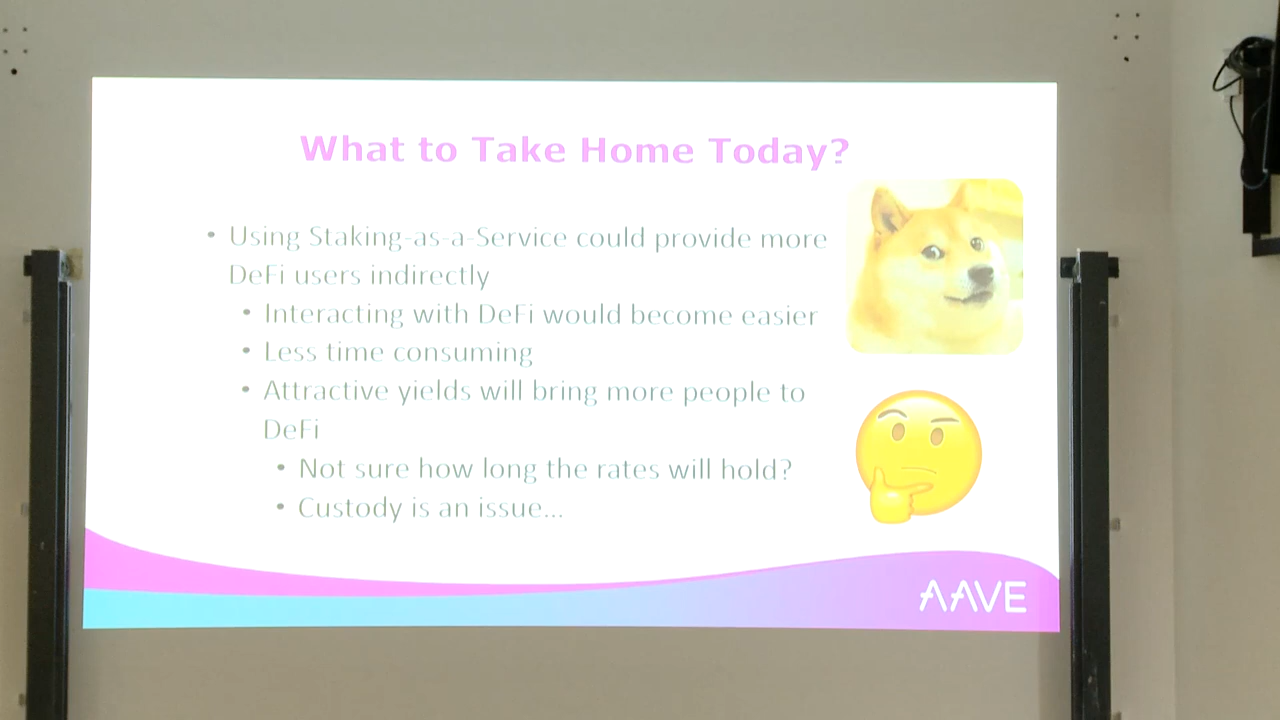 What to Take Home Today?
• Using Staking-as-a-Service could provide more
DeFi users indirectly
• Interacting with DeFi would become easier
• Less time consuming
• Attractive yields will bring more people to
DeFi
• Not sure how long the rates will hold?
• Custody is an issue...
AAVE